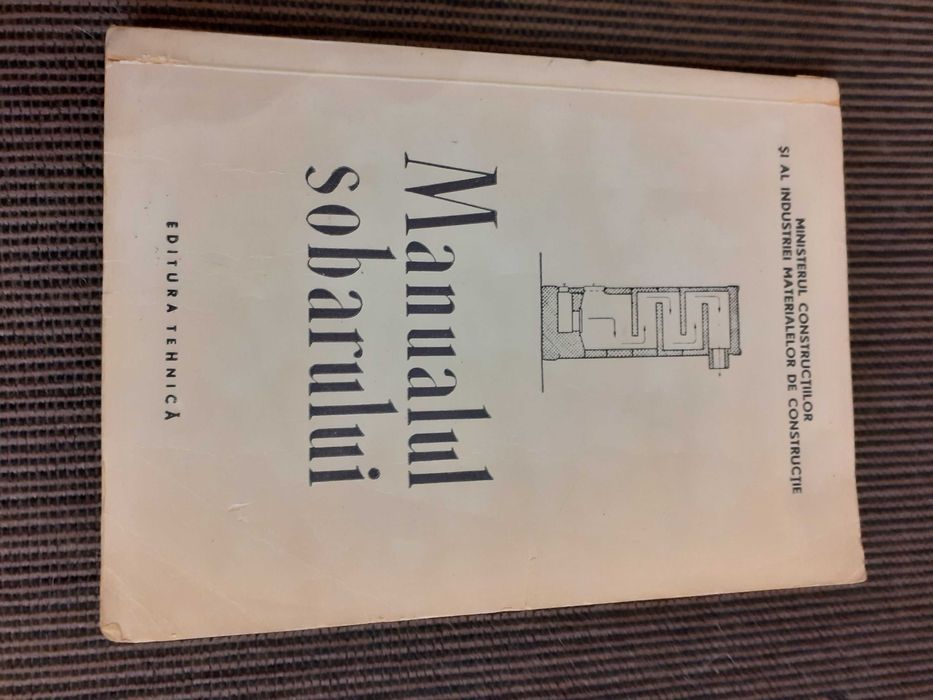 MINISTERUL CONSTRUCȚIILOR
ȘI AL INDUSTRIEI MATERIALELOR DE CONSTRUCȚIE
Manualul
sobarului
EDITURA TEHNICĂ